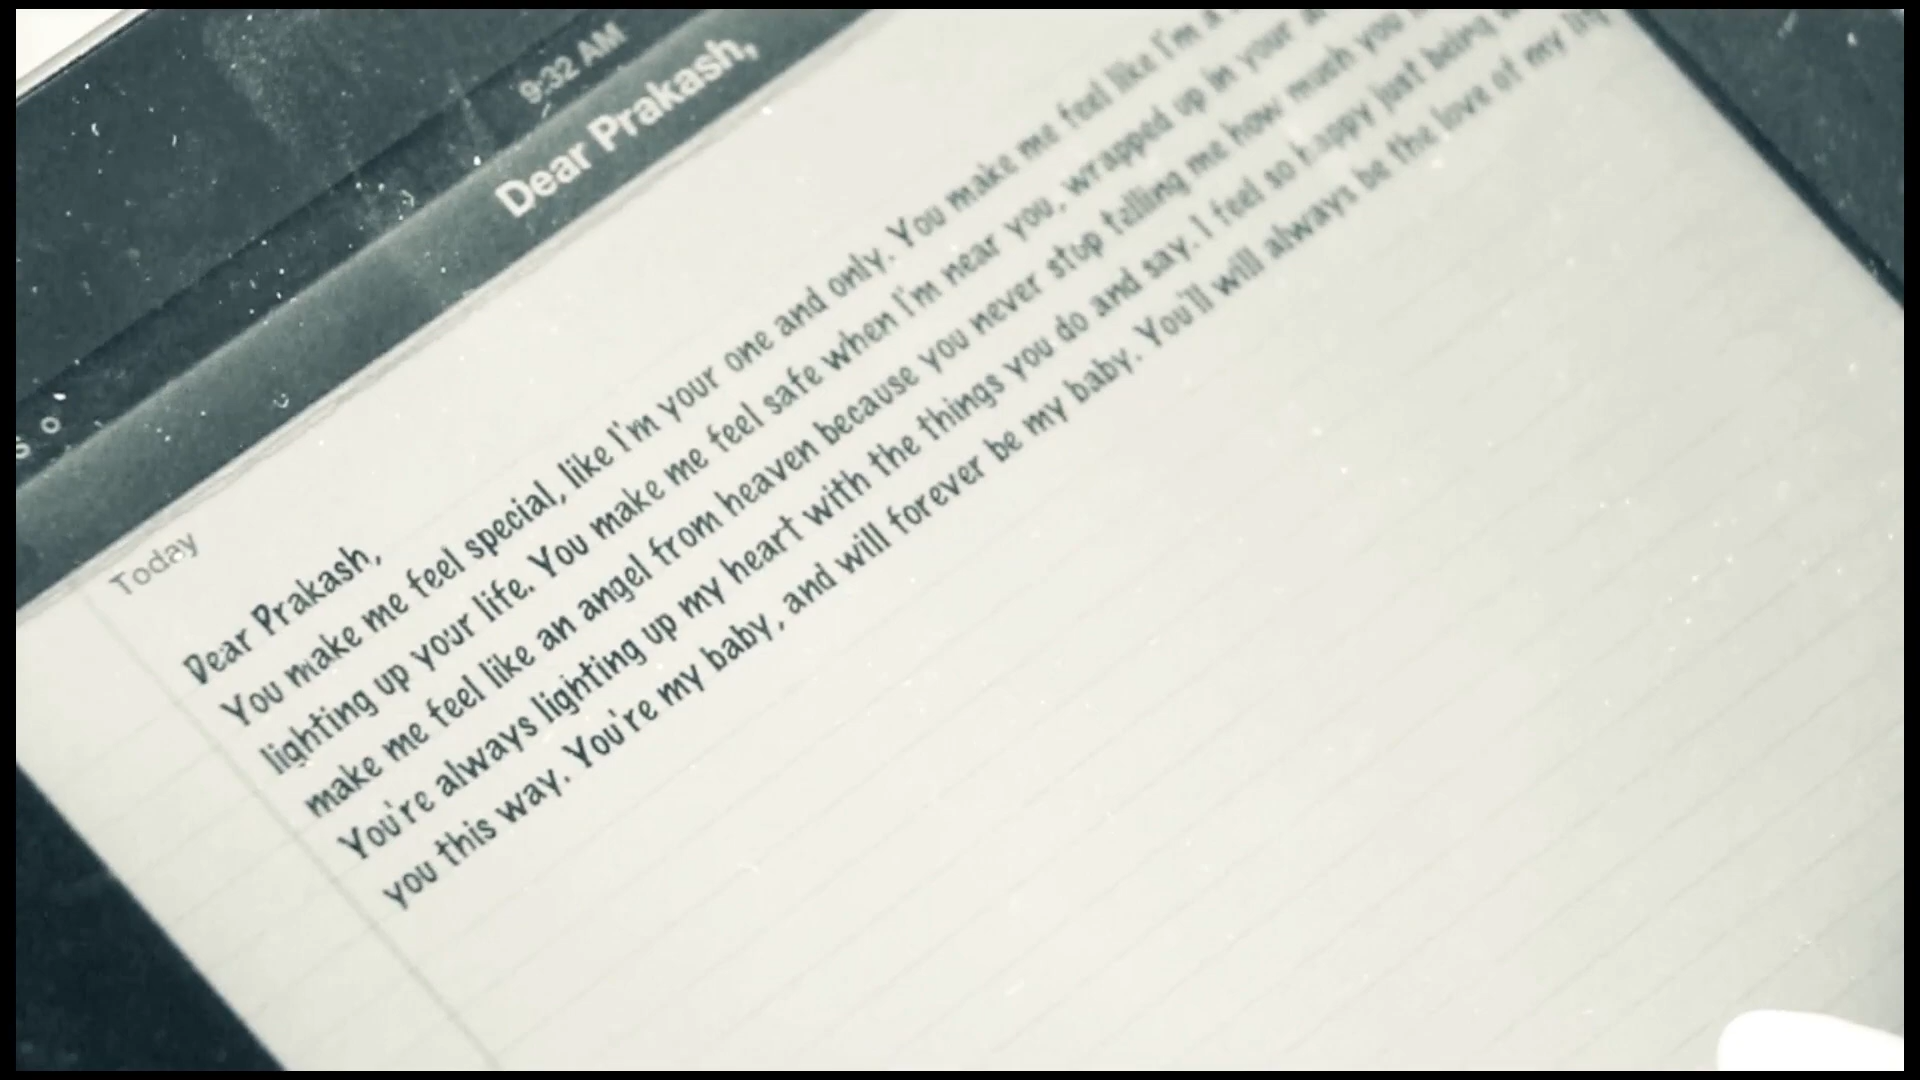 9:32 AM
Dear Prakash,
Today
Dear Prakash,
You make me feel special, like I'm your one and only. You make me feel like I'm a
lighting up your life. You make me feel safe when I'm near you, wrapped up in your
make me feel like an angel from heaven because you never stop telling me how much you
You're always lighting up my heart with the things you do and say. I feel so happy just being
you this way. You're my baby, and will forever be my baby. You'll will always be the love of my